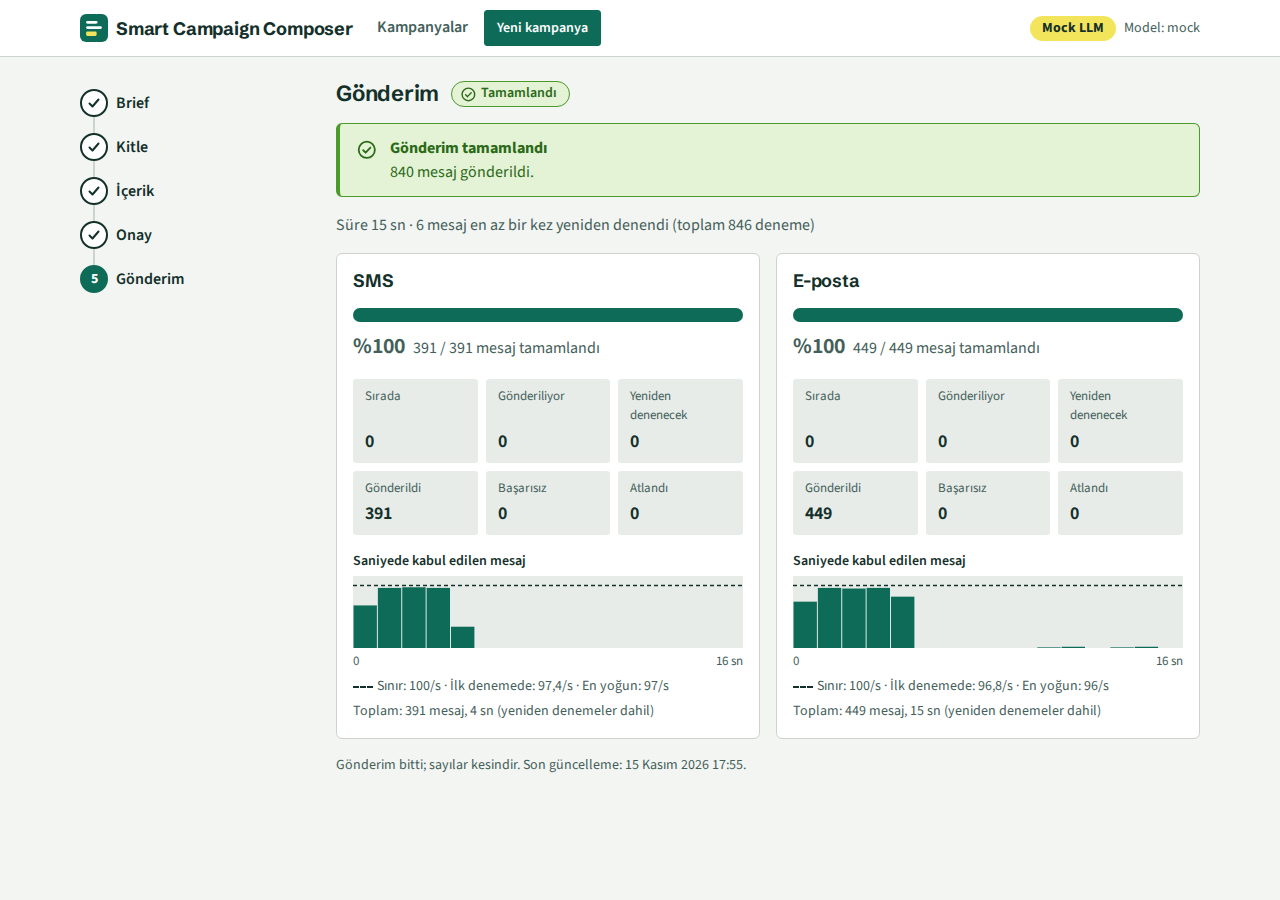 Smart Campaign Composer
Kampanyalar
Yeni kampanya
Mock LLM
Model: mock
Brief
Kitle
İçerik
Onay
5 Gönderim
Gönderim
Tamamlandı
Gönderim tamamlandı
840 mesaj gönderildi.
Süre 15 sn · 6 mesaj en az bir kez yeniden denendi (toplam 846 deneme)
SMS
%100 391 / 391 mesaj tamamlandı
Sırada
0
Gönderiliyor
0
Yeniden
denenecek
0
Gönderildi
391
Başarısız
0
Atlandı
0
Saniyede kabul edilen mesaj
0 16 sn
Sınır: 100/s · İlk denemede: 97,4/s · En yoğun: 97/s
Toplam: 391 mesaj, 4 sn (yeniden denemeler dahil)
E-posta
%100 449 / 449 mesaj tamamlandı
Sırada
0
Gönderiliyor
0
Yeniden
denenecek
0
Gönderildi
449
Başarısız
0
Atlandı
0
Saniyede kabul edilen mesaj
0 16 sn
Sınır: 100/s · İlk denemede: 96,8/s · En yoğun: 96/s
Toplam: 449 mesaj, 15 sn (yeniden denemeler dahil)
Gönderim bitti; sayılar kesindir. Son güncelleme: 15 Kasım 2026 17:55.